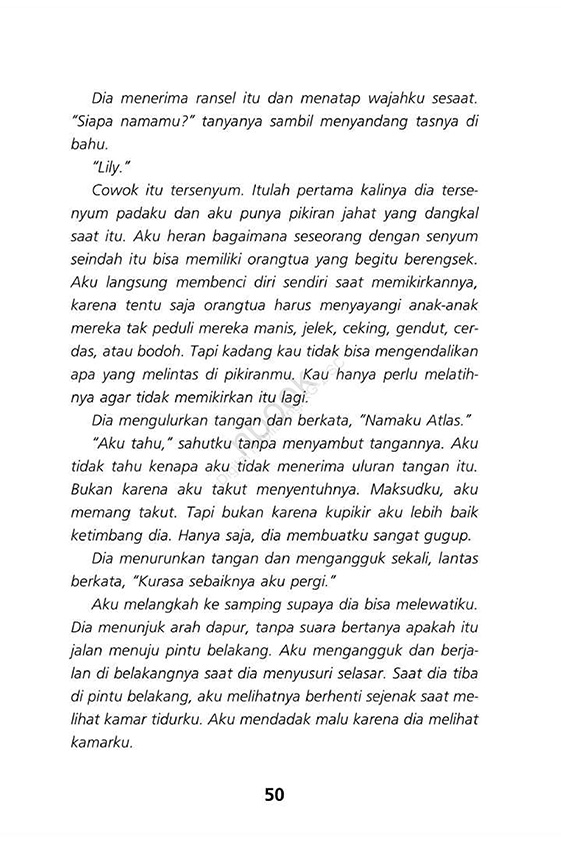 Dia menerima ransel itu dan menatap wajahku sesaat.
"Siapa namamu?" tanyanya sambil menyandang tasnya di
bahu.
"Lily."
Cowok itu tersenyum. Itulah pertama kalinya dia terse-
nyum padaku dan aku punya pikiran jahat yang dangkal
saat itu. Aku heran bagaimana seseorang dengan senyum
seindah itu bisa memiliki orangtua yang begitu berengsek.
Aku langsung membenci diri sendiri saat memikirkannya,
karena tentu saja orangtua harus menyayangi anak-anak
mereka tak peduli mereka manis, jelek, ceking, gendut, cer-
das, atau bodoh. Tapi kadang kau tidak bisa mengendalikan
apa yang melintas di pikiranmu. Kau hanya perlu melatih-
nya agar tidak memikirkan itu lagi.
Dia mengulurkan tangan dan berkata, "Namaku Atlas."
"Aku tahu," sahutku tanpa menyambut tangannya. Aku
tidak tahu kenapa aku tidak menerima uluran tangan itu.
Bukan karena aku takut menyentuhnya. Maksudku, aku
memang takut. Tapi bukan karena kupikir aku lebih baik
ketimbang dia. Hanya saja, dia membuatku sangat gugup.
Dia menurunkan tangan dan mengangguk sekali, lantas
berkata, "Kurasa sebaiknya aku pergi."
Aku melangkah ke samping supaya dia bisa melewatiku.
Dia menunjuk arah dapur, tanpa suara bertanya apakah itu
jalan menuju pintu belakang. Aku mengangguk dan berja-
lan di belakangnya saat dia menyusuri selasar. Saat dia tiba
di pintu belakang, aku melihatnya berhenti sejenak saat me-
lihat kamar tidurku. Aku mendadak malu karena dia melihat
kamarku.
50